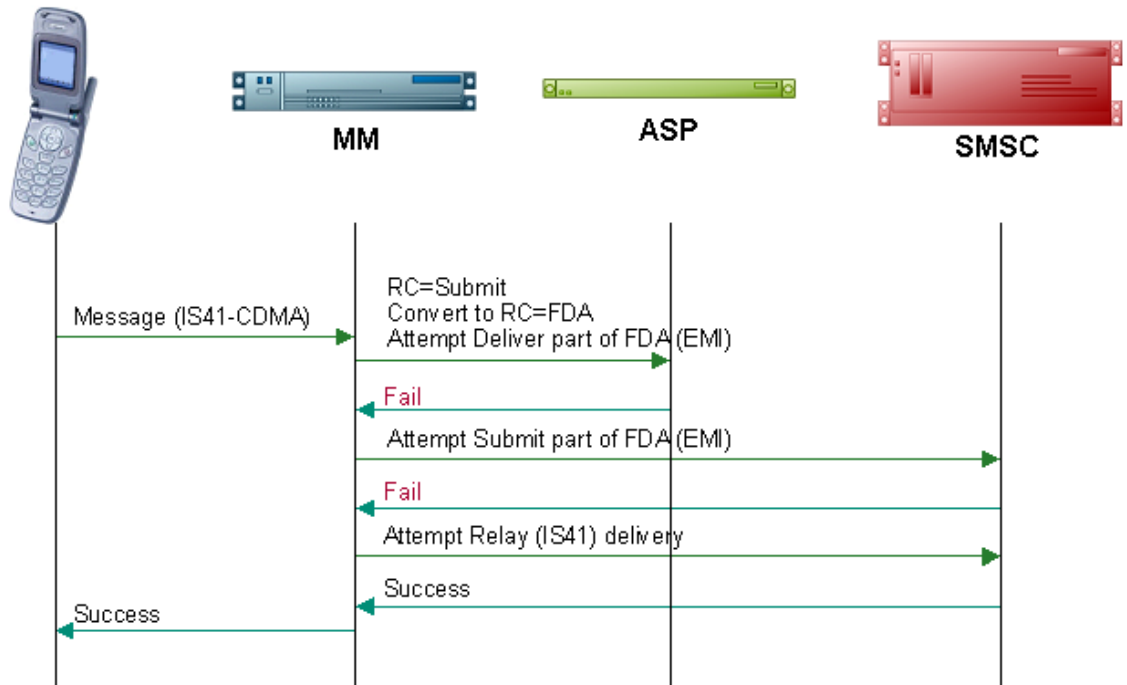 MM
ASP
SMSC
RC=Submit
Convert to RC=FDA
Message (IS41-CDMA)
Attempt Deliver part of FDA (EMI)
Fail
Attempt Submit part of FDA (EMI)
Fail
Attempt Relay (IS41) delivery
Success
Success